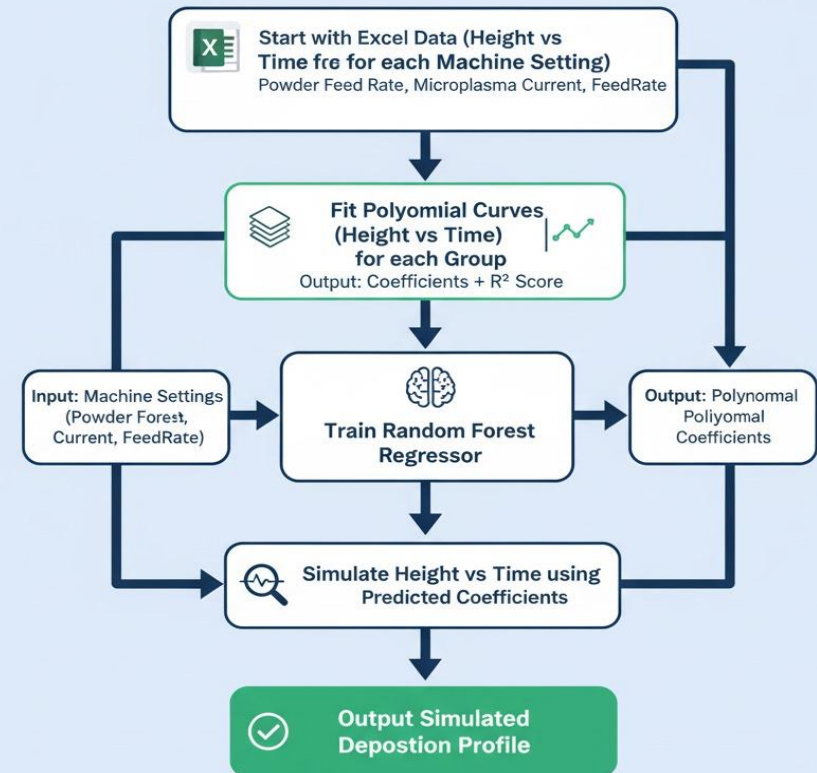 X
Start with Excel Data (Height vs
Time fre for each Machine Setting)
Powder Feed Rate, Microplasma Current, FeedRate
Fit Polyomlial Curves
(Height vs Time)
for each Group
Output: Coefficients + R² Score
Input: Machine Settings
(Powder Forest,
Current, FeedRate)
Train Random Forest
Regressor
Output: Polynommal
Poliyomal
Coefficients
Simulate Height vs Time using
Predicted Coefficients
Output Simulated
Depostion Profile